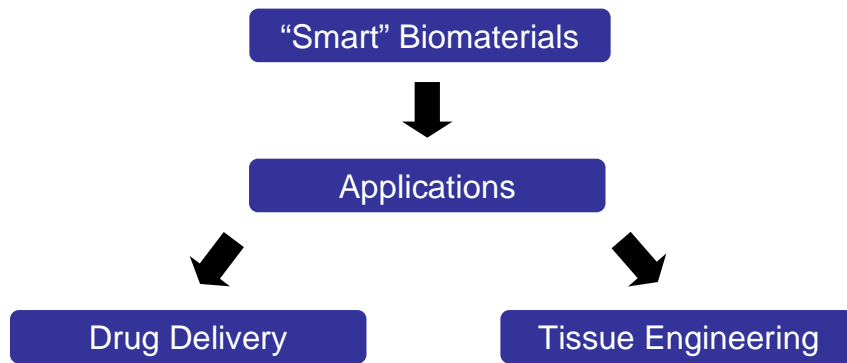 “Smart” Biomaterials
Applications
Drug Delivery
Tissue Engineering